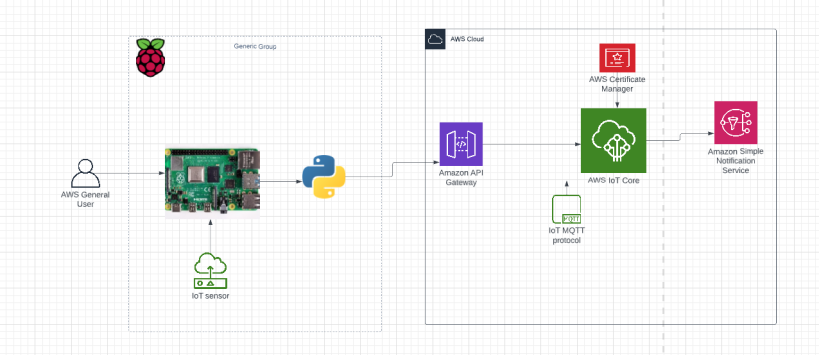 Generic Group
AWS Cloud
AWS Certificate
Manager
AWS General
User
Amazon API
Gateway
AWS IoT Core
Amazon Simple
Notification
Service
MQTT
IoT MQTT
protocol
IoT sensor